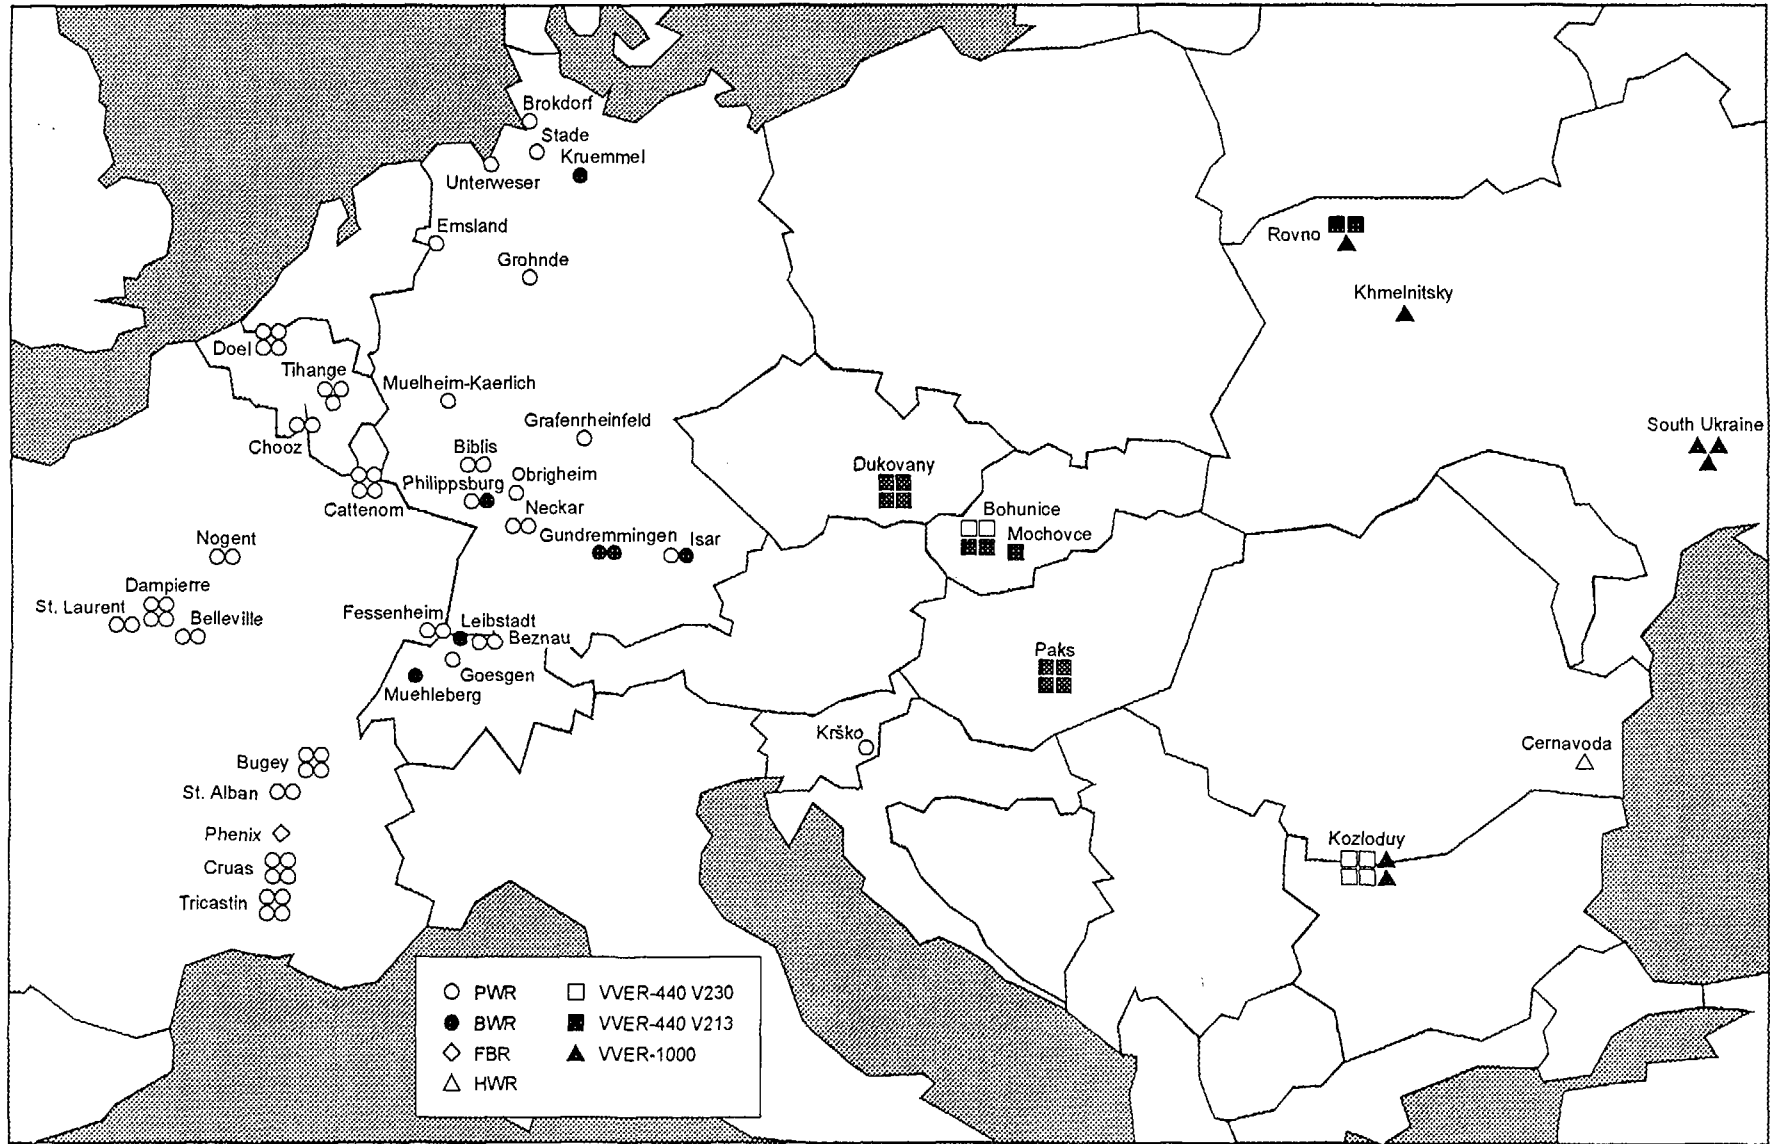 Brokdorf
Stade
Kruemmel
Unterweser
Emsland
Grohnde
Rovno
Khmelnitsky
Doel
Tihange
Muelheim-Kaerlich
Grafenrheinfeld
South Ukraine
Chooz
Biblis
Dukovany
Obrigheim
Philippsburg
Cattenom
Neckar
Bohunice
Mochovce
Gundremmingen
Isar
Nogent
Dampierre
St. Laurent
Belleville
Fessenheim
Leibstadt
Beznau
Goesgen
Muehleberg
Paks
Krško
Cernavoda
Bugey
St. Alban
Phenix
Kozloduy
Cruas
Tricastin
PWR
BWR
FBR
HWR
VVER-440 V230
VVER-440 V213
VVER-1000